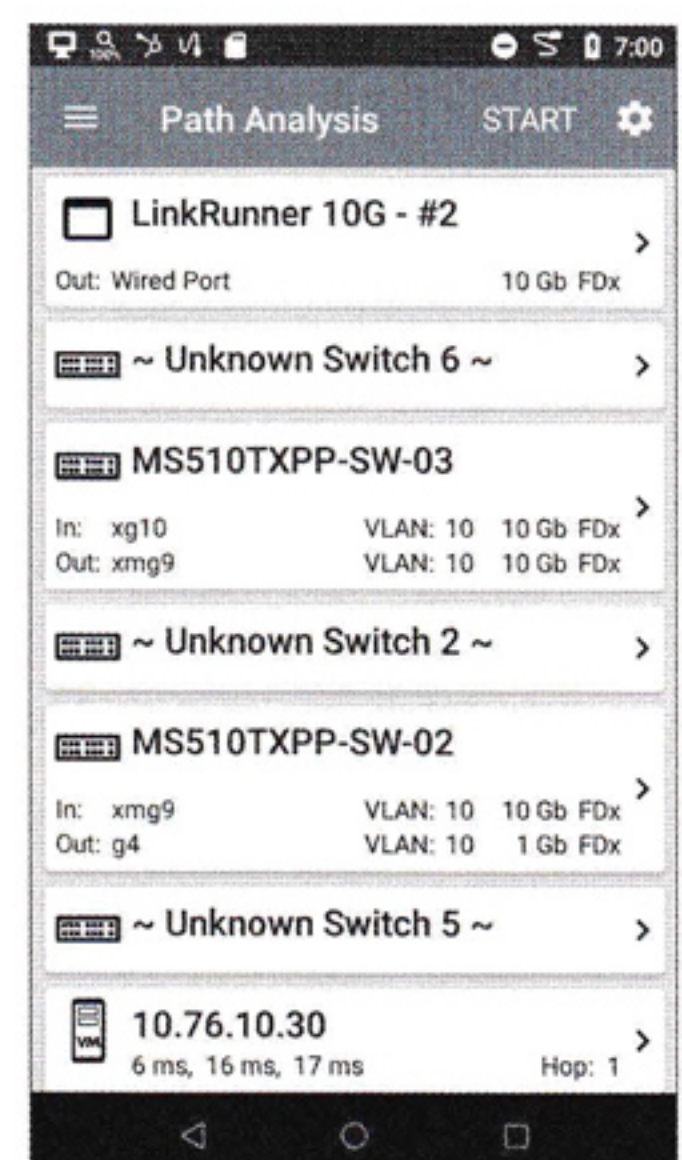 100%
7:00
Path Analysis START
LinkRunner 10G - #2
Out: Wired Port 10 Gb FDx
~ Unknown Switch 6 ~
MS510TXPP-SW-03
In: xg10 VLAN: 10 10 Gb FDx
Out: xmg9 VLAN: 10 10 Gb FDx
~ Unknown Switch 2 ~
MS510TXPP-SW-02
In: xmg9 VLAN: 10 10 Gb FDx
Out: g4 VLAN: 10 1 Gb FDx
~ Unknown Switch 5 ~
VM
10.76.10.30
6 ms, 16 ms, 17 ms Hop: 1